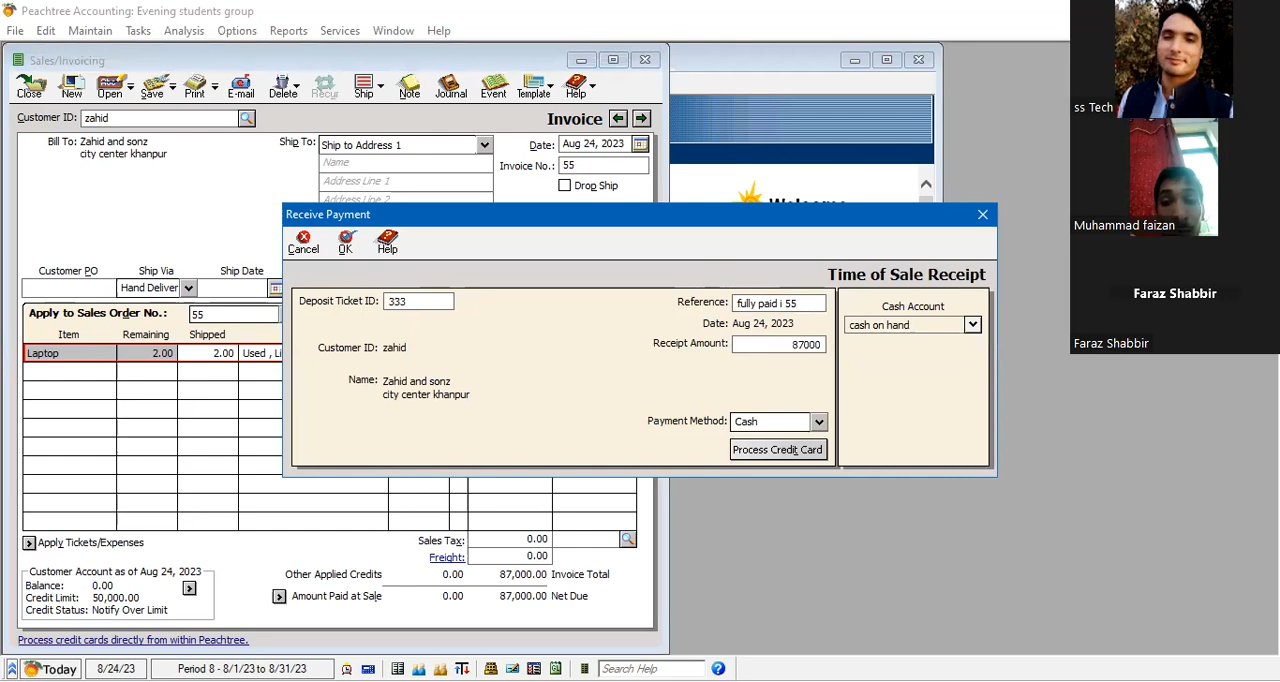 Peachtree Accounting: Evening students group
File Edit Maintain Tasks Analysis Options Reports Services Window Help
Sales/Invoicing
Close New Open Save Print E-mail Delete Recur Ship Note Journal Event Template Help
Customer ID: zahid
Invoice
Bill To: Zahid and sonz
city center khanpur
Ship To: Ship to Address 1
Name
Address Line 1
Address Line 2
Date: Aug 24, 2023
Invoice No.: 55
Drop Ship
Welcome
Receive Payment
Cancel OK Help
Time of Sale Receipt
Deposit Ticket ID: 333
Reference: fully paid i 55
Date: Aug 24, 2023
Receipt Amount: 87000
Customer ID: zahid
Name: Zahid and sonz
city center khanpur
Payment Method: Cash
Process Credit Card
Cash Account
cash on hand
Customer PO Ship Via Ship Date
Hand Deliver
Apply to Sales Order No.: 55
Item Remaining Shipped
Laptop 2.00 2.00 Used , Li
Apply Tickets/Expenses
Sales Tax: 0.00
Freight: 0.00
Other Applied Credits 0.00 87,000.00 Invoice Total
Amount Paid at Sale 0.00 87,000.00 Net Due
Customer Account as of Aug 24, 2023
Balance: 0.00
Credit Limit: 50,000.00
Credit Status: Notify Over Limit
Process credit cards directly from within Peachtree.
Today 8/24/23 Period 8 - 8/1/23 to 8/31/23 Search Help
ss Tech
Muhammad faizan
Faraz Shabbir
Faraz Shabbir